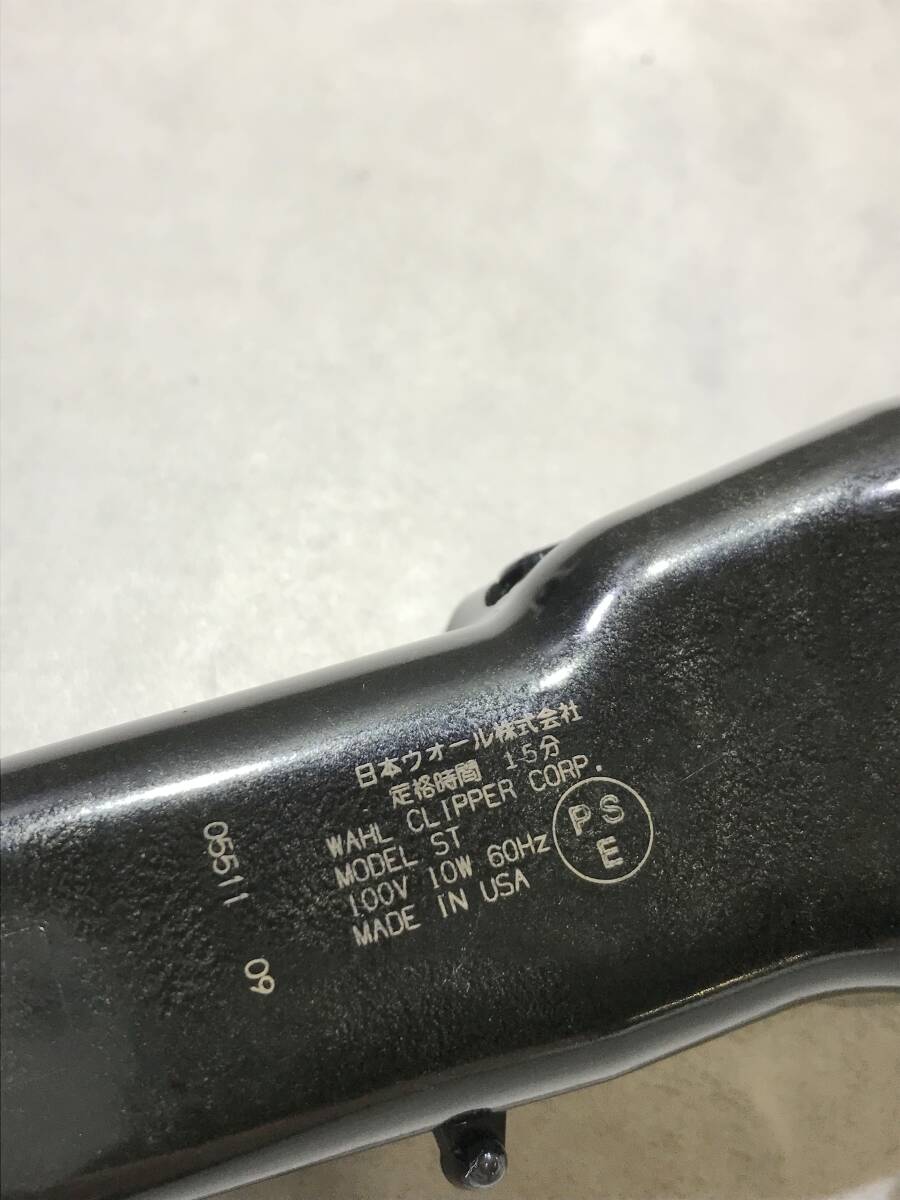 日本ウオール株式会社
定格時間 15分
WAHL CLIPPER CORP.
MODEL ST
100V 10W 60Hz
MADE IN USA
PS
E
05511
09